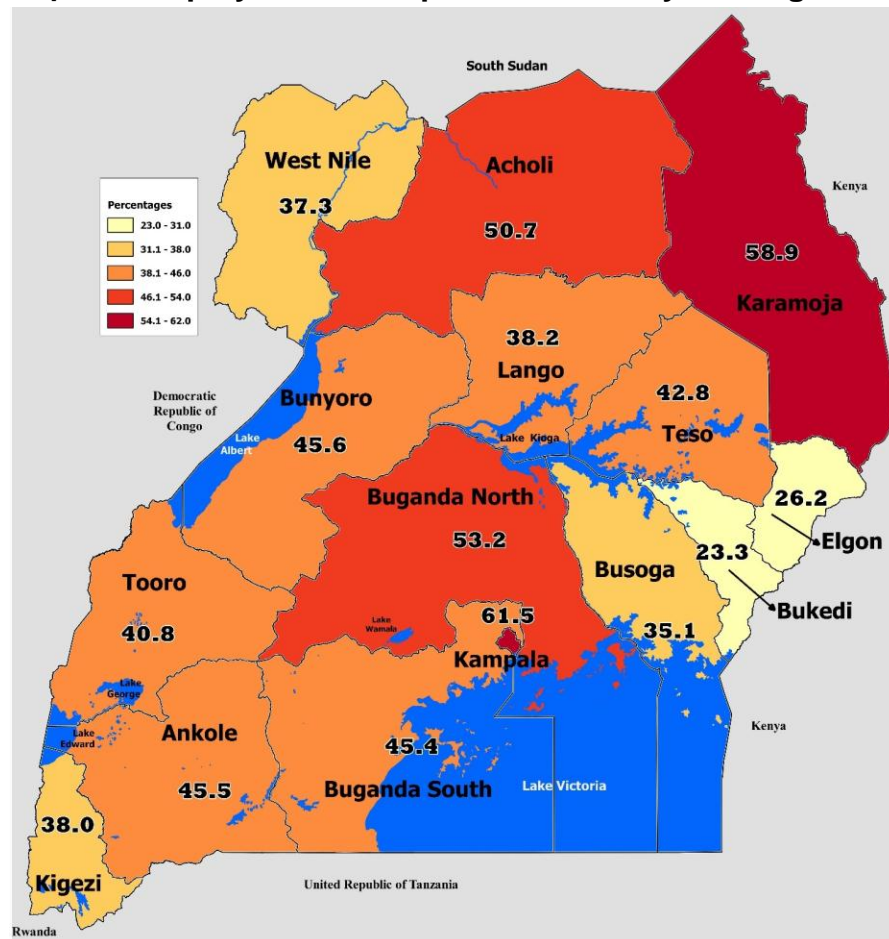 South Sudan
West Nile
37.3
Acholi
50.7
Kenya
58.9
Karamoja
Percentages
23.0 - 31.0
31.1 - 38.0
38.1 - 46.0
46.1 - 54.0
54.1 - 62.0
38.2
Lango
42.8
Teso
Democratic
Republic of
Congo
Lake
Albert
Bunyoro
45.6
Lake Kioga
Buganda North
53.2
26.2
Elgon
23.3
Bukedi
Busoga
35.1
Tooro
40.8
Lake
Wamala
61.5
Kampala
Lake
George
Lake
Edward
Ankole
45.5
45.4
Buganda South
Lake Victoria
Kenya
38.0
Kigezi
United Republic of Tanzania
Rwanda